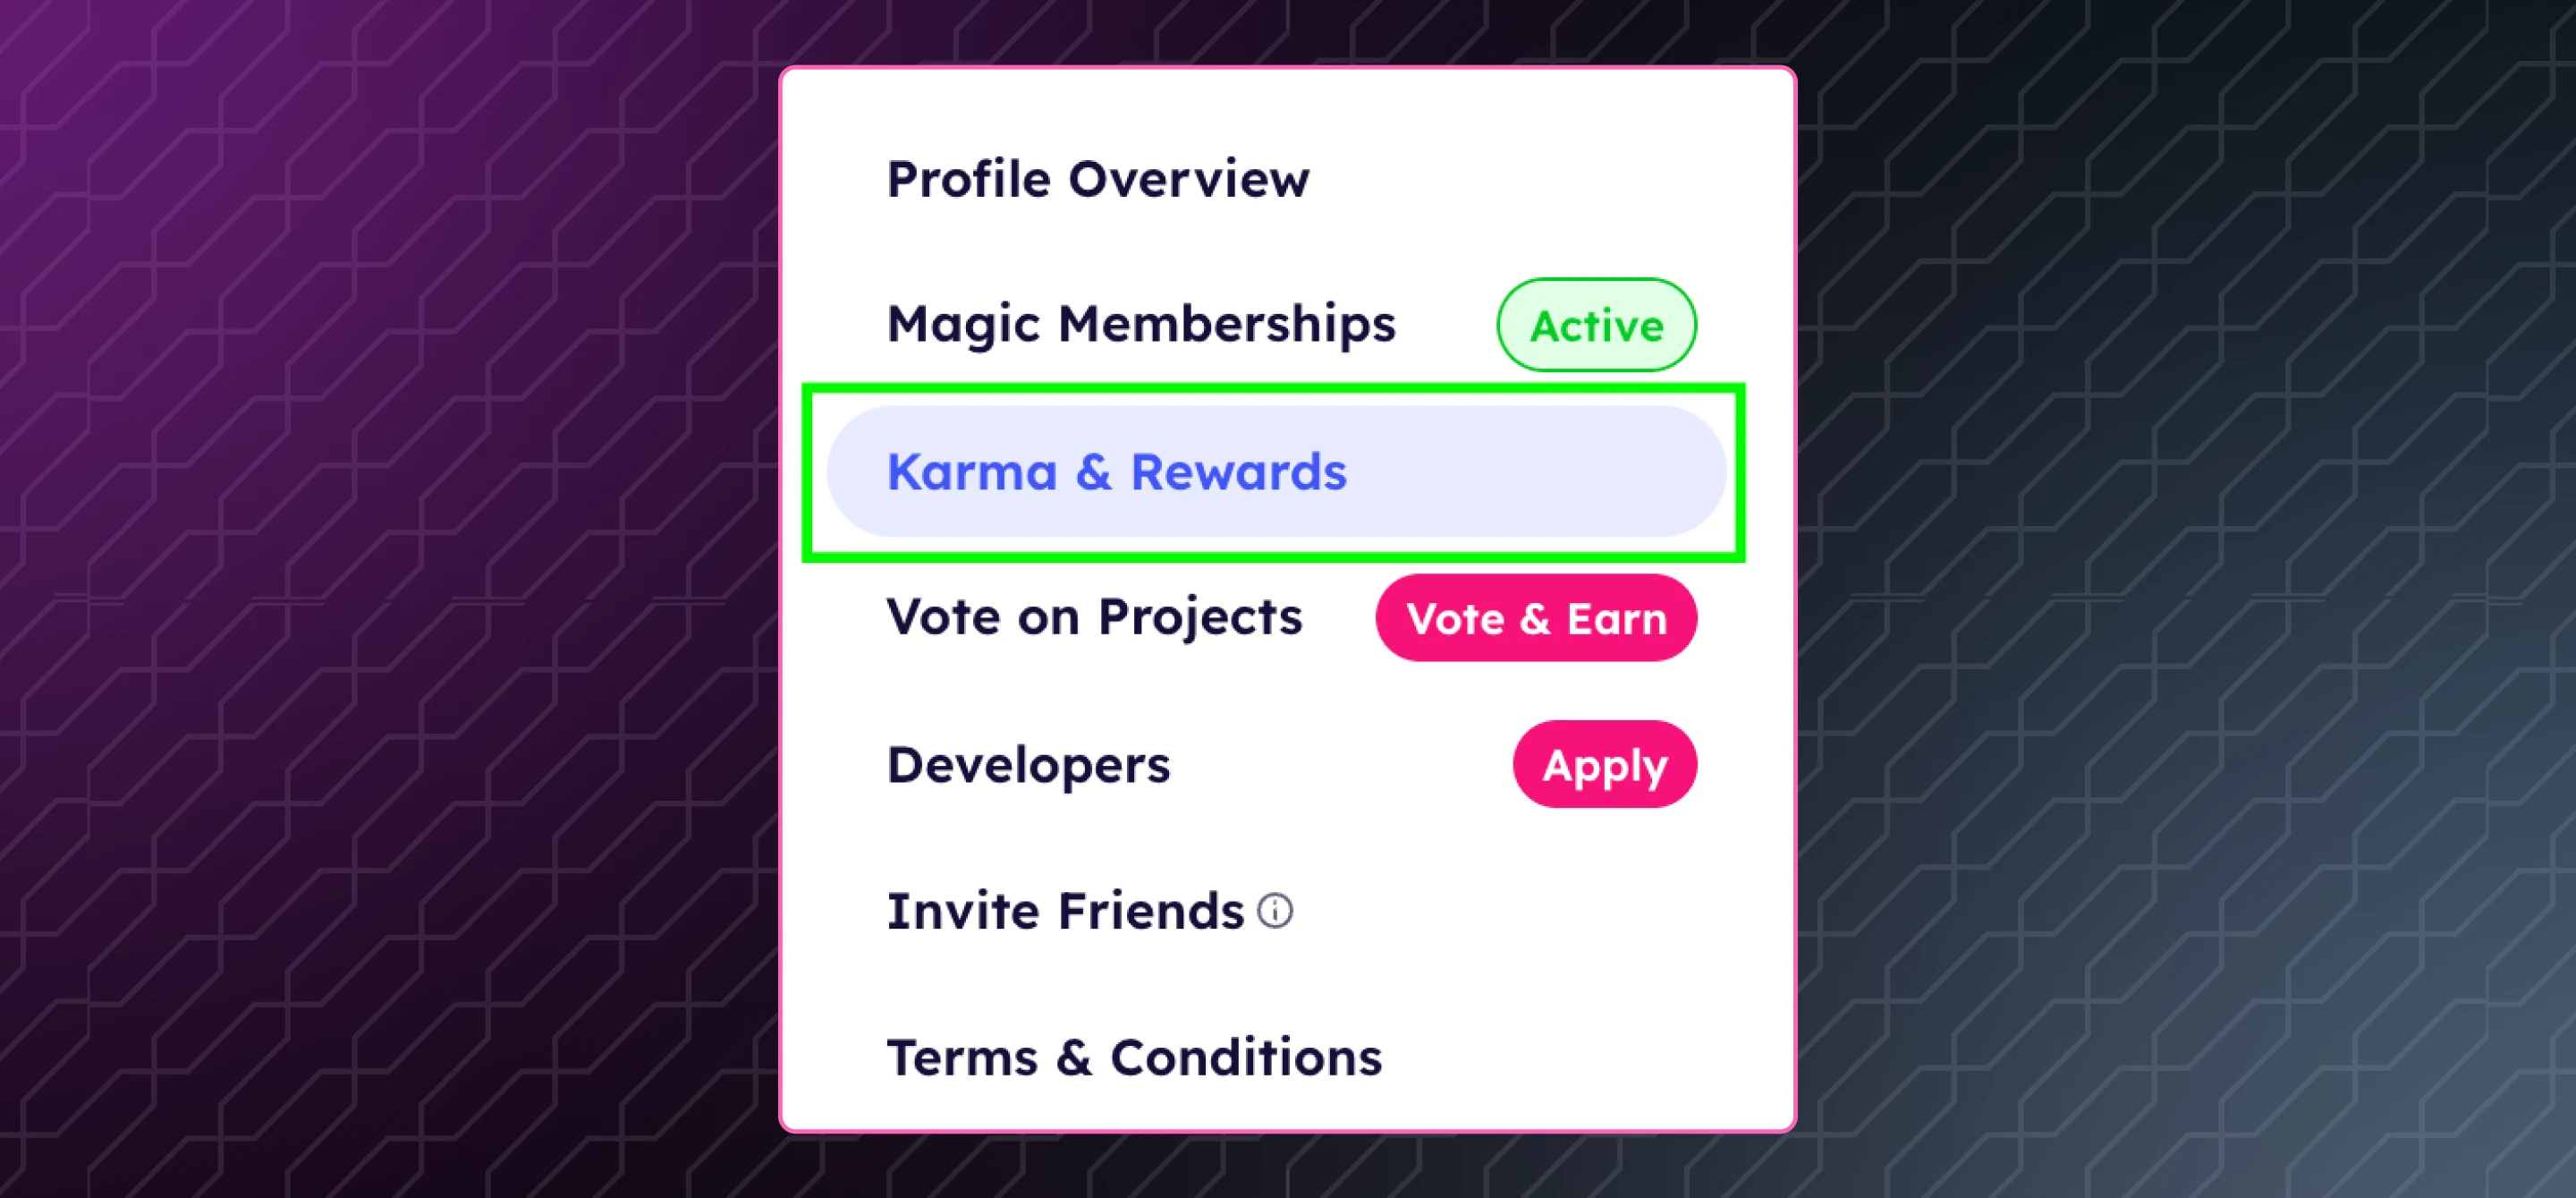 Profile Overview
Magic Memberships Active
Karma & Rewards
Vote on Projects Vote & Earn
Developers Apply
Invite Friends
Terms & Conditions